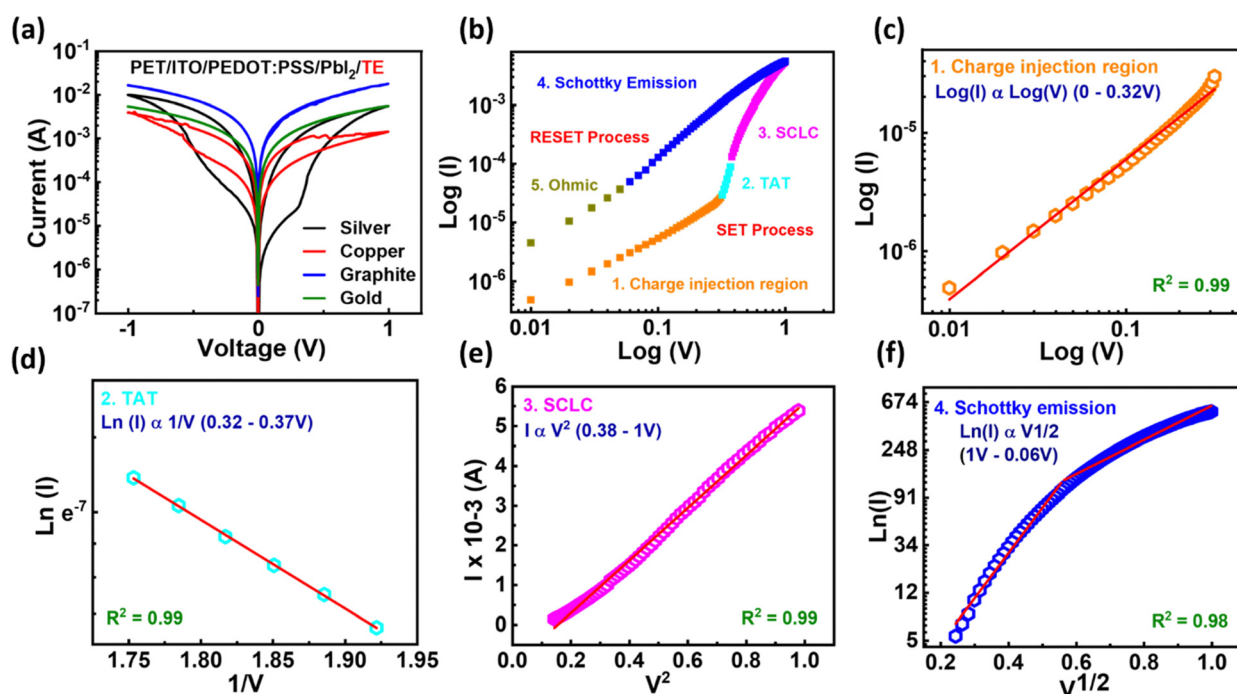 (a)
PET/ITO/PEDOT:PSS/PbI₂/TE
Current (A)
10⁻¹
10⁻²
10⁻³
10⁻⁴
10⁻⁵
10⁻⁶
10⁻⁷
Silver
Copper
Graphite
Gold
-1 0 1
Voltage (V)
(b)
4. Schottky Emission
RESET Process
3. SCLC
2. TAT
5. Ohmic
SET Process
1. Charge injection region
Log (I)
10⁻³
10⁻⁴
10⁻⁵
10⁻⁶
0.01 0.1 1
Log (V)
(c)
1. Charge injection region
Log(I) α Log(V) (0 - 0.32V)
Log (I)
10⁻⁵
10⁻⁶
R² = 0.99
0.01 0.1
Log (V)
(d)
2. TAT
Ln (I) α 1/V (0.32 - 0.37V)
Ln (I)
e⁻⁷
R² = 0.99
1.75 1.80 1.85 1.90 1.95
1/V
(e)
3. SCLC
I α V² (0.38 - 1V)
I x 10-3 (A)
6
5
4
3
2
1
0
R² = 0.99
0.0 0.2 0.4 0.6 0.8 1.0
V²
(f)
4. Schottky emission
Ln(I) α V1/2
(1V - 0.06V)
Ln(I)
674
248
91
34
12
5
R² = 0.98
0.2 0.4 0.6 0.8 1.0
V¹ᐟ²